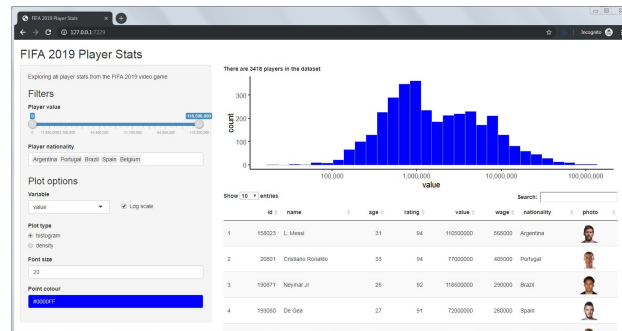 FIFA 2019 Player Stats
127.0.0.1:7229
Incognito
FIFA 2019 Player Stats
Exploring all player stats from the FIFA 2019 video game
Filters
Player value
0 118,500,000
Player nationality
Argentina Portugal Brazil Spain Belgium
Plot options
Variable
value
Log scale
Plot type
histogram
density
Font size
20
Point colour
#0000FF
There are 3418 players in the dataset
count
300
200
100
0
100,000 1,000,000 10,000,000 100,000,000
value
Show 10 entries
Search:
id name age rating value wage nationality photo
1 158023 L. Messi 31 94 110500000 565000 Argentina
2 20801 Cristiano Ronaldo 33 94 77000000 405000 Portugal
3 190871 Neymar Jr 26 92 118500000 290000 Brazil
4 193080 De Gea 27 91 72000000 260000 Spain